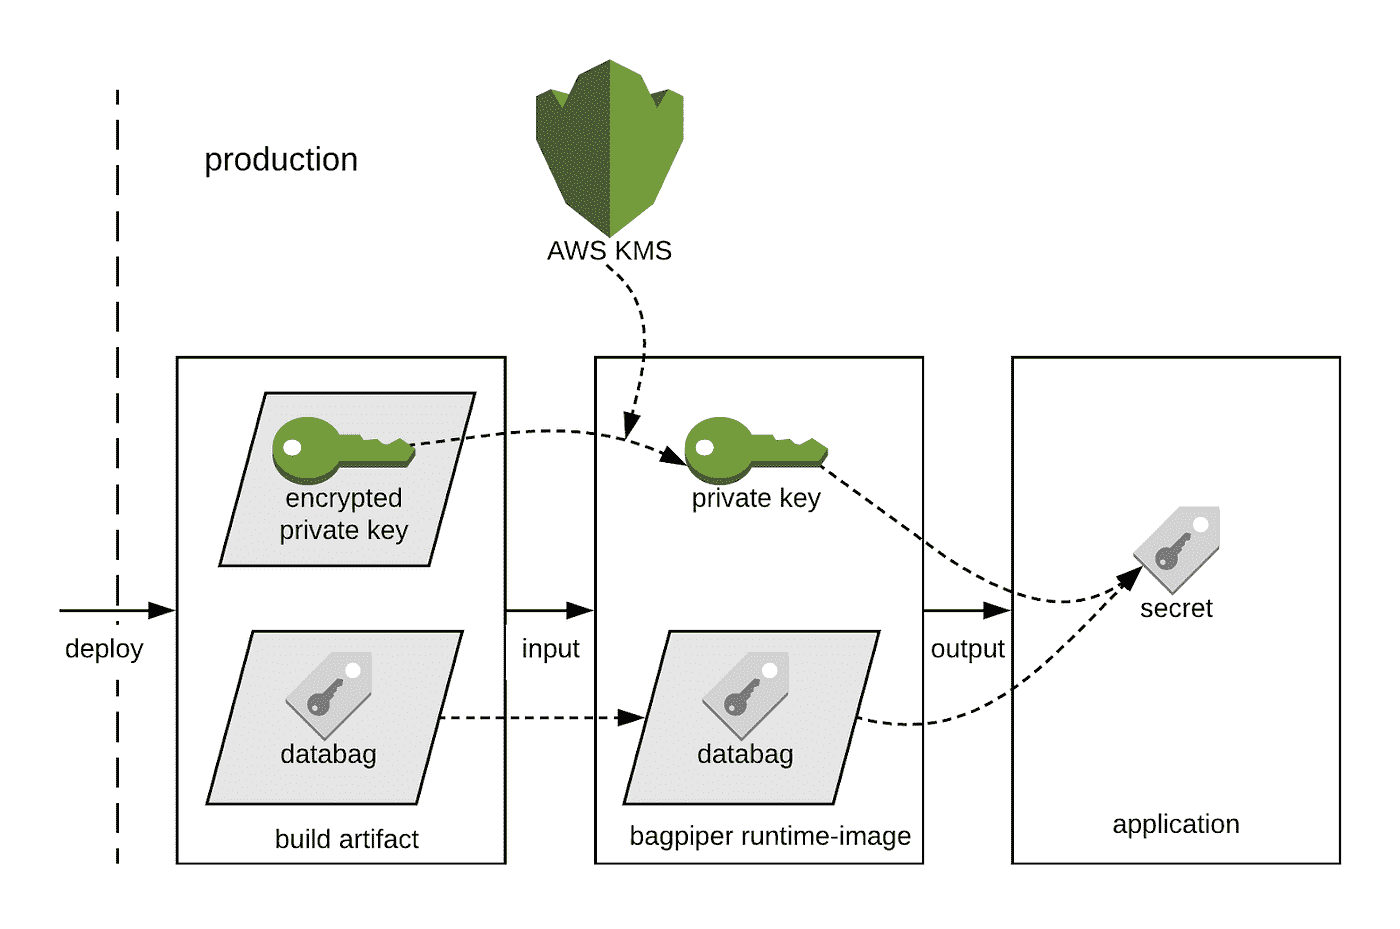 production
AWS KMS
encrypted
private key
private key
secret
deploy
input
output
databag
databag
build artifact
bagpiper runtime-image
application